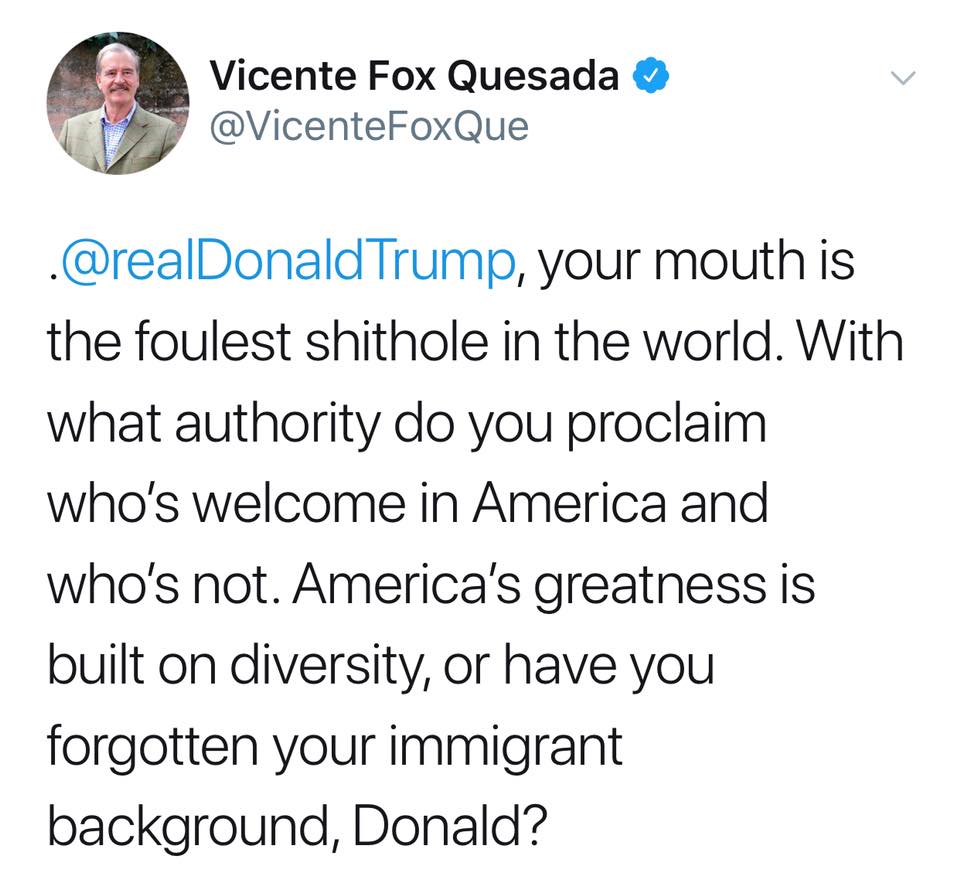 Vicente Fox Quesada
@VicenteFoxQue
.@realDonaldTrump, your mouth is
the foulest shithole in the world. With
what authority do you proclaim
who’s welcome in America and
who’s not. America’s greatness is
built on diversity, or have you
forgotten your immigrant
background, Donald?